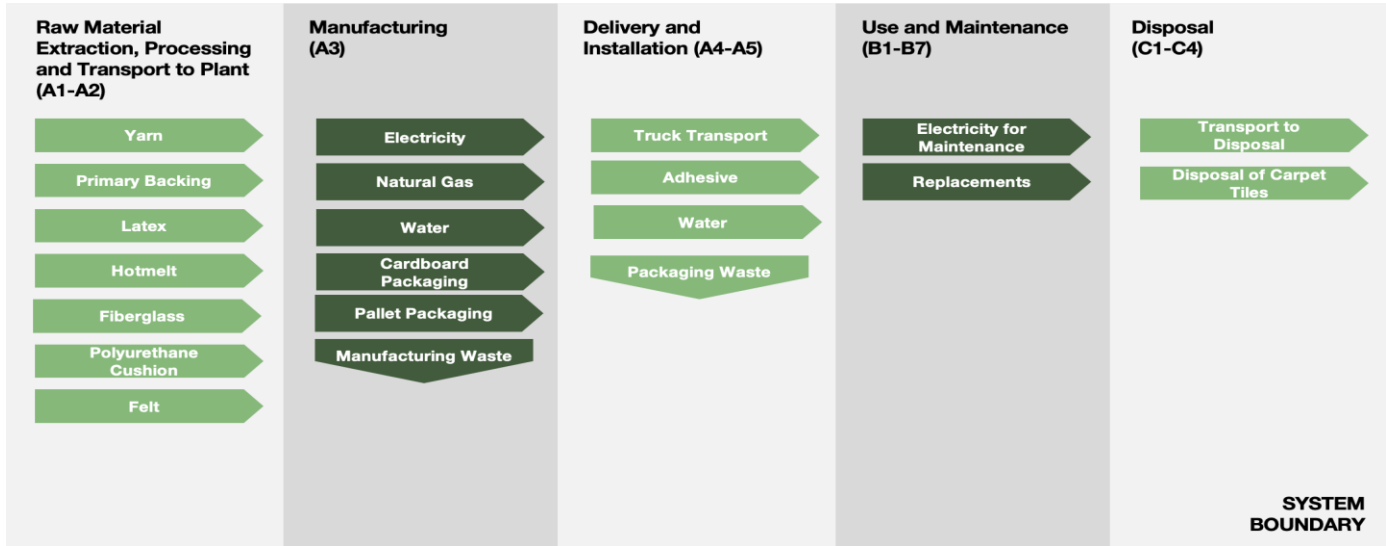 Raw Material
Extraction, Processing
and Transport to Plant
(A1-A2)
Yarn
Primary Backing
Latex
Hotmelt
Fiberglass
Polyurethane
Cushion
Felt
Manufacturing
(A3)
Electricity
Natural Gas
Water
Cardboard
Packaging
Pallet Packaging
Manufacturing Waste
Delivery and
Installation (A4-A5)
Truck Transport
Adhesive
Water
Packaging Waste
Use and Maintenance
(B1-B7)
Electricity for
Maintenance
Replacements
Disposal
(C1-C4)
Transport to
Disposal
Disposal of Carpet
Tiles
SYSTEM
BOUNDARY